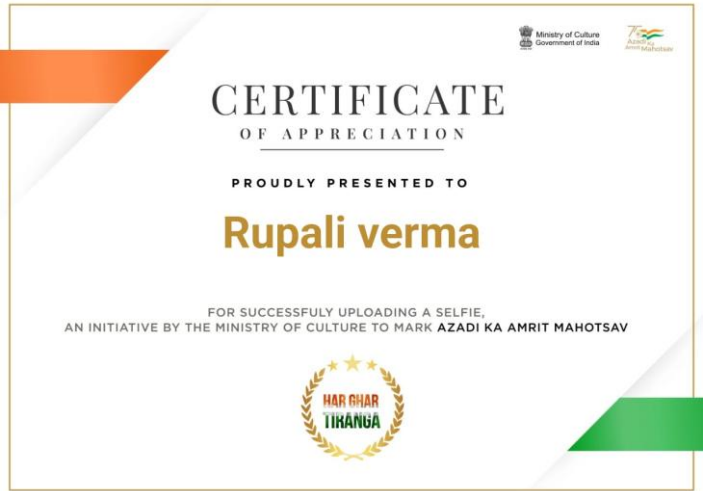 Ministry of Culture
Government of India
Azadi Ka
Amrit Mahotsav
CERTIFICATE
OF APPRECIATION
PROUDLY PRESENTED TO
Rupali verma
FOR SUCCESSFULY UPLOADING A SELFIE,
AN INITIATIVE BY THE MINISTRY OF CULTURE TO MARK AZADI KA AMRIT MAHOTSAV
HAR GHAR
TIRANGA